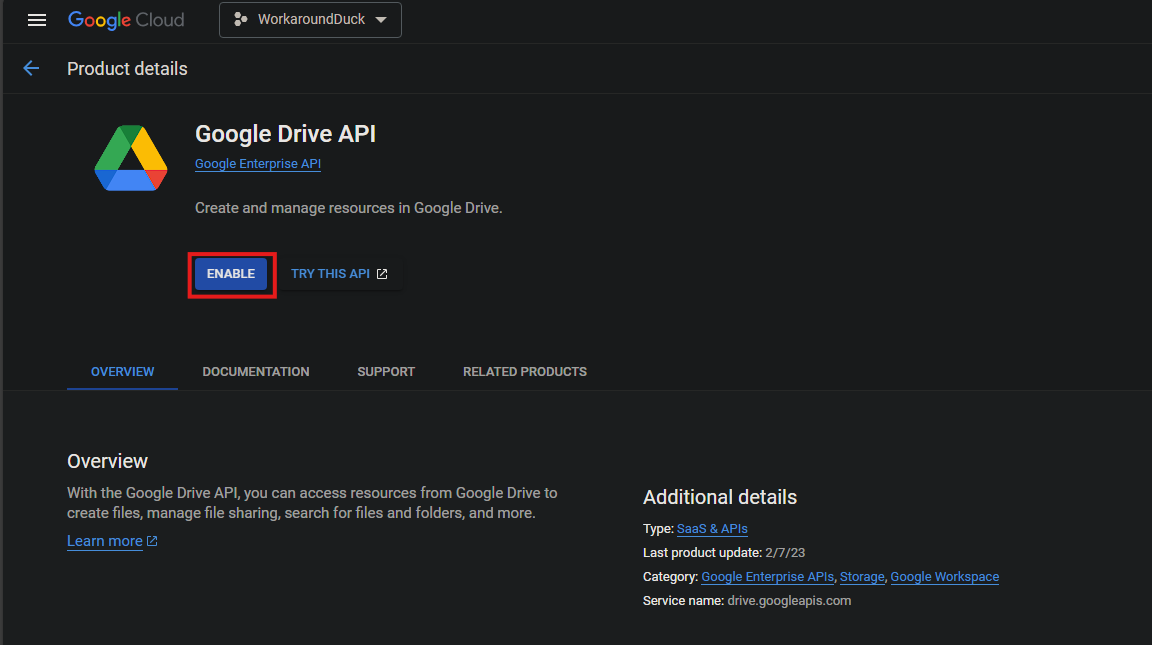 Google Cloud
WorkaroundDuck
Product details
Google Drive API
Google Enterprise API
Create and manage resources in Google Drive.
ENABLE
TRY THIS API
OVERVIEW
DOCUMENTATION
SUPPORT
RELATED PRODUCTS
Overview
With the Google Drive API, you can access resources from Google Drive to
create files, manage file sharing, search for files and folders, and more.
Learn more
Additional details
Type: SaaS & APIs
Last product update: 2/7/23
Category: Google Enterprise APIs, Storage, Google Workspace
Service name: drive.googleapis.com